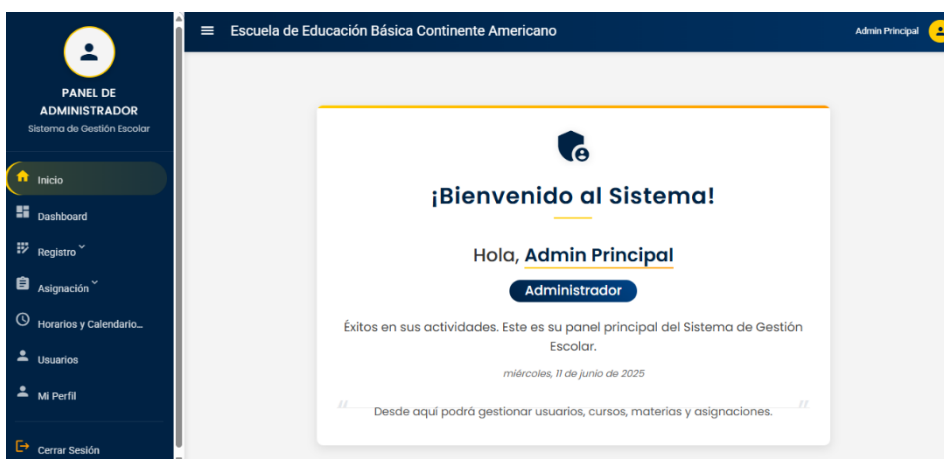 Escuela de Educación Básica Continente Americano
Admin Principal
PANEL DE
ADMINISTRADOR
Sistema de Gestión Escolar
Inicio
Dashboard
Registro
Asignación
Horarios y Calendario...
Usuarios
Mi Perfil
Cerrar Sesión
¡Bienvenido al Sistema!
Hola, Admin Principal
Administrador
Éxitos en sus actividades. Este es su panel principal del Sistema de Gestión
Escolar.
miércoles, 11 de junio de 2025
" Desde aquí podrá gestionar usuarios, cursos, materias y asignaciones. "